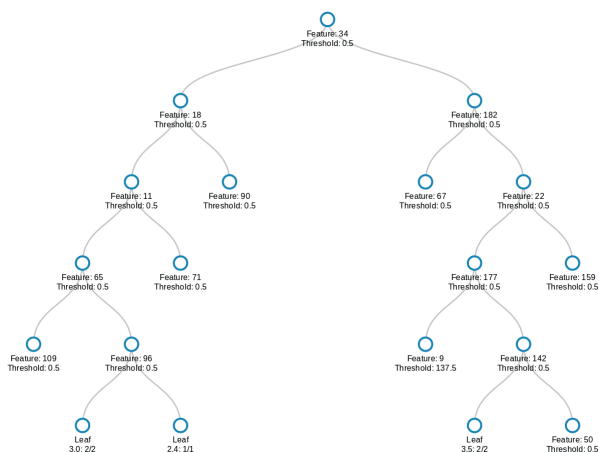 Feature: 34
Threshold: 0.5
Feature: 18
Threshold: 0.5
Feature: 182
Threshold: 0.5
Feature: 11
Threshold: 0.5
Feature: 90
Threshold: 0.5
Feature: 67
Threshold: 0.5
Feature: 22
Threshold: 0.5
Feature: 65
Threshold: 0.5
Feature: 71
Threshold: 0.5
Feature: 177
Threshold: 0.5
Feature: 159
Threshold: 0.5
Feature: 109
Threshold: 0.5
Feature: 96
Threshold: 0.5
Feature: 9
Threshold: 137.5
Feature: 142
Threshold: 0.5
Leaf
3.0: 2/2
Leaf
2.4: 1/1
Leaf
3.5: 2/2
Feature: 50
Threshold: 0.5